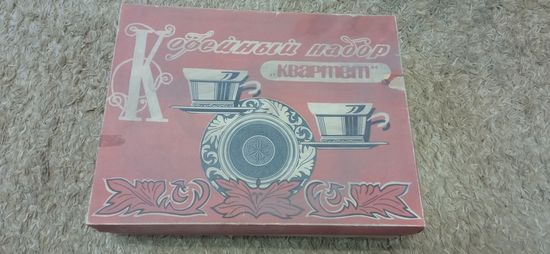 Кофейный набор
„Квартет“